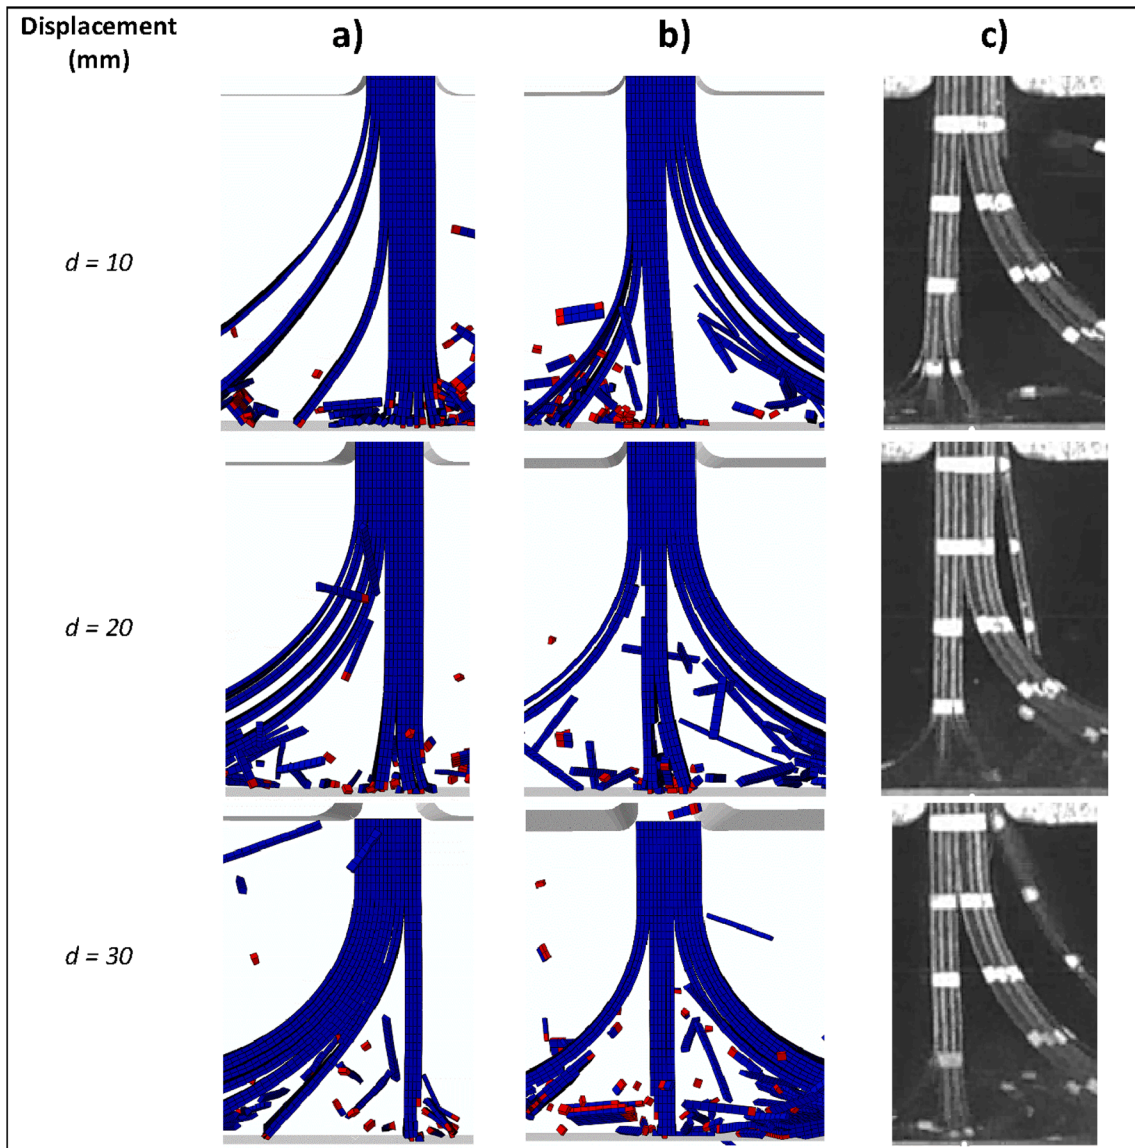 Displacement
(mm)
a)
b)
c)
d = 10
d = 20
d = 30